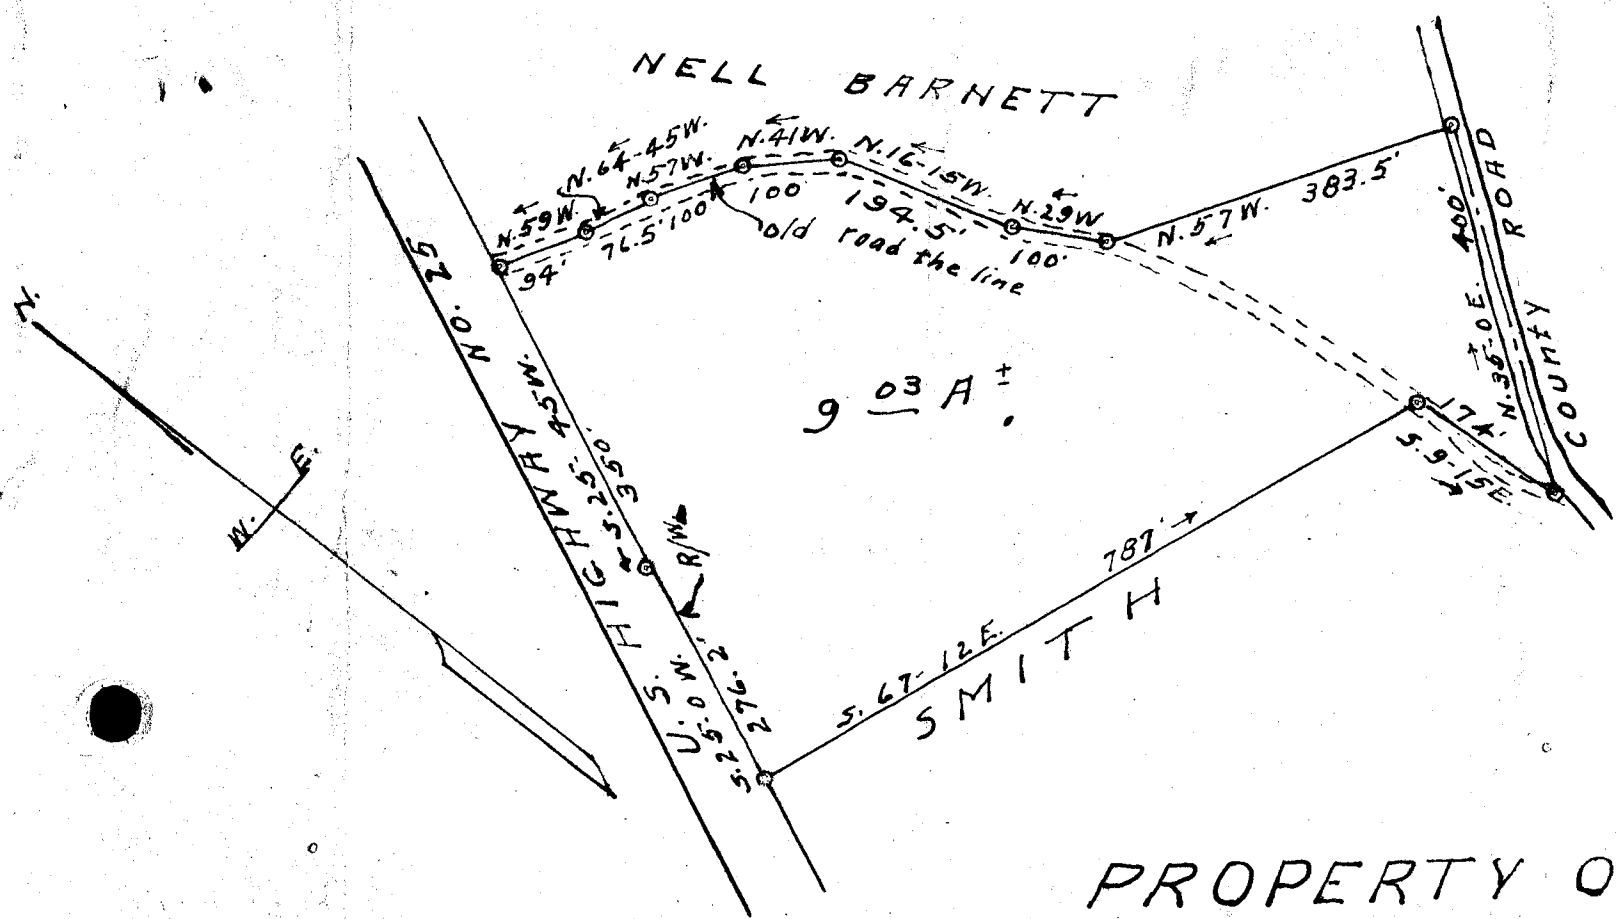 NELL BARNETT
N.59W.
N.64-45W.
N.57W.
N.41W.
N.16-15W.
N.29W
N.57W.
383.5'
94'
76.5'
100'
100
194.5'
100'
old road the line
COUNTY ROAD
400'
N.35-0E.
174'
S.9-15E.
9 03 A ±
N.
W.
E.
U.S. HIGHWAY NO. 25
S.25-45W.
350'
R/W
S.25-0W.
276.2'
S. 67-12E.
787'
SMITH
PROPERTY O